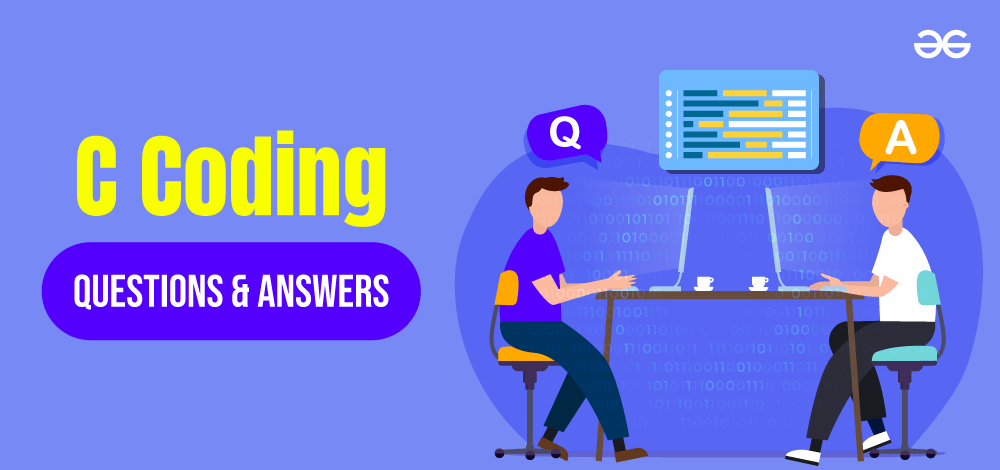 C Coding
QUESTIONS & ANSWERS
Q
A